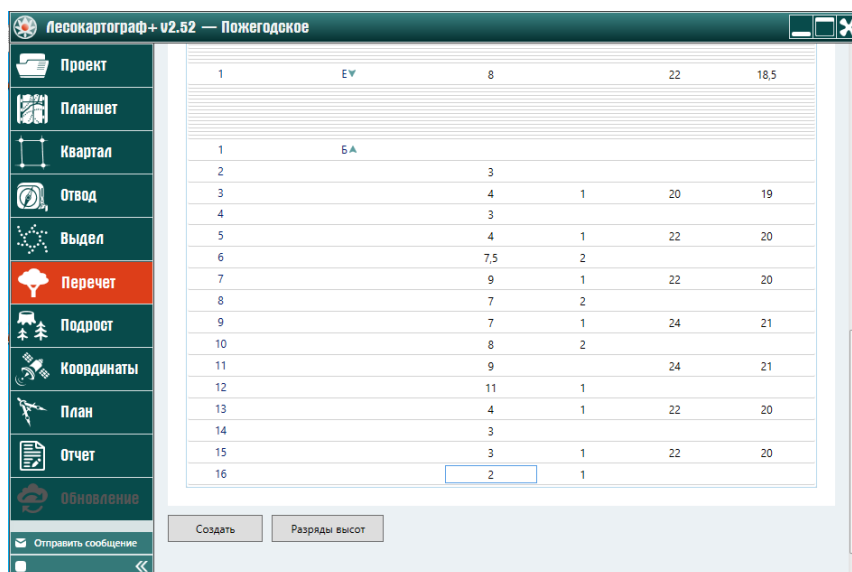 Лесокартограф+ v2.52 — Пожегодское
Проект
Планшет
Квартал
Отвод
Выдел
Перечет
Подрост
Координаты
План
Отчет
Обновление
Отправить сообщение
1 Е 8 22 18,5
1 Б
2 3
3 4 1 20 19
4 3
5 4 1 22 20
6 7,5 2
7 9 1 22 20
8 7 2
9 7 1 24 21
10 8 2
11 9 24 21
12 11 1
13 4 1 22 20
14 3
15 3 1 22 20
16 2 1
Создать Разряды высот